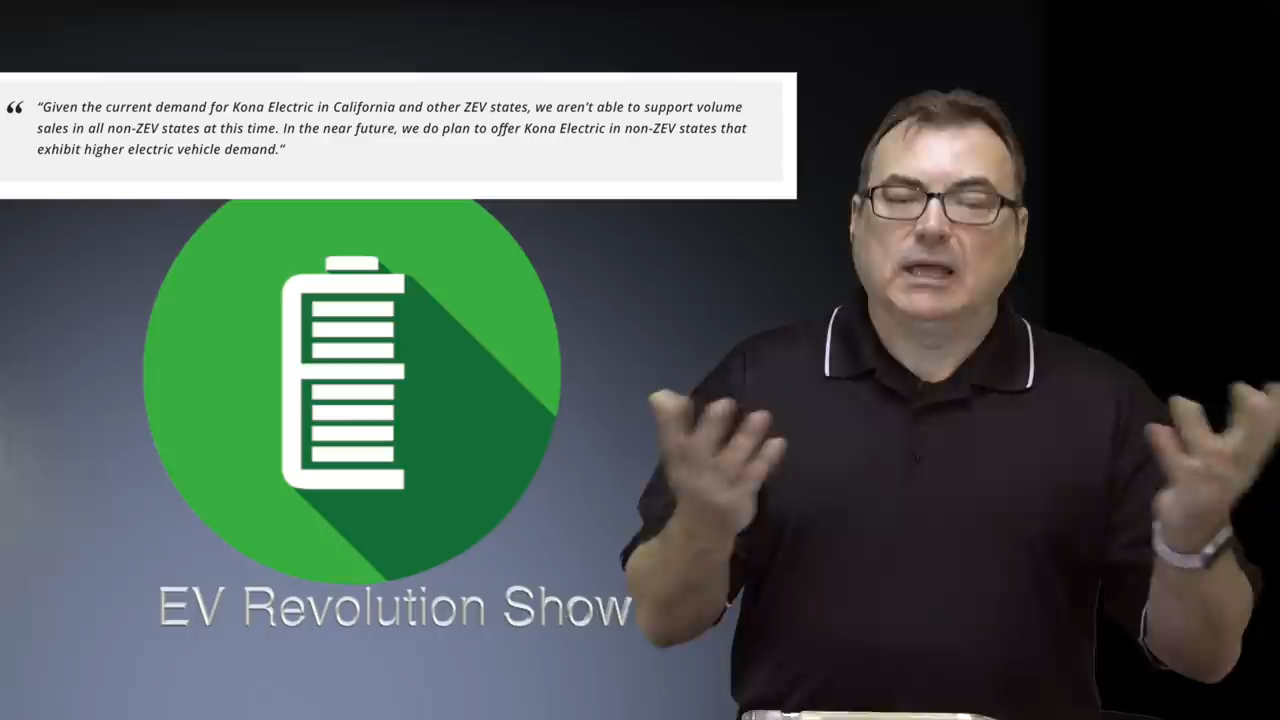 “Given the current demand for Kona Electric in California and other ZEV states, we aren’t able to support volume
sales in all non-ZEV states at this time. In the near future, we do plan to offer Kona Electric in non-ZEV states that
exhibit higher electric vehicle demand.”
EV Revolution Show